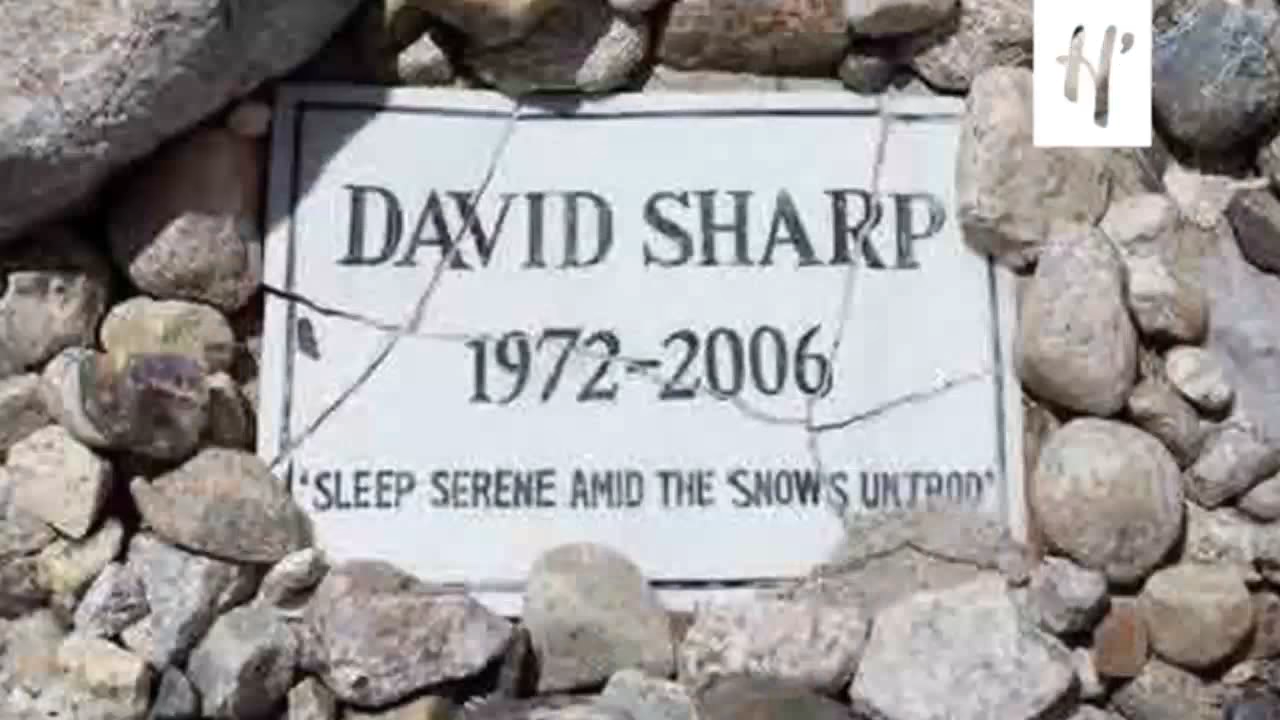 H'
DAVID SHARP
1972-2006
'SLEEP SERENE AMID THE SNOWS UNTROD'